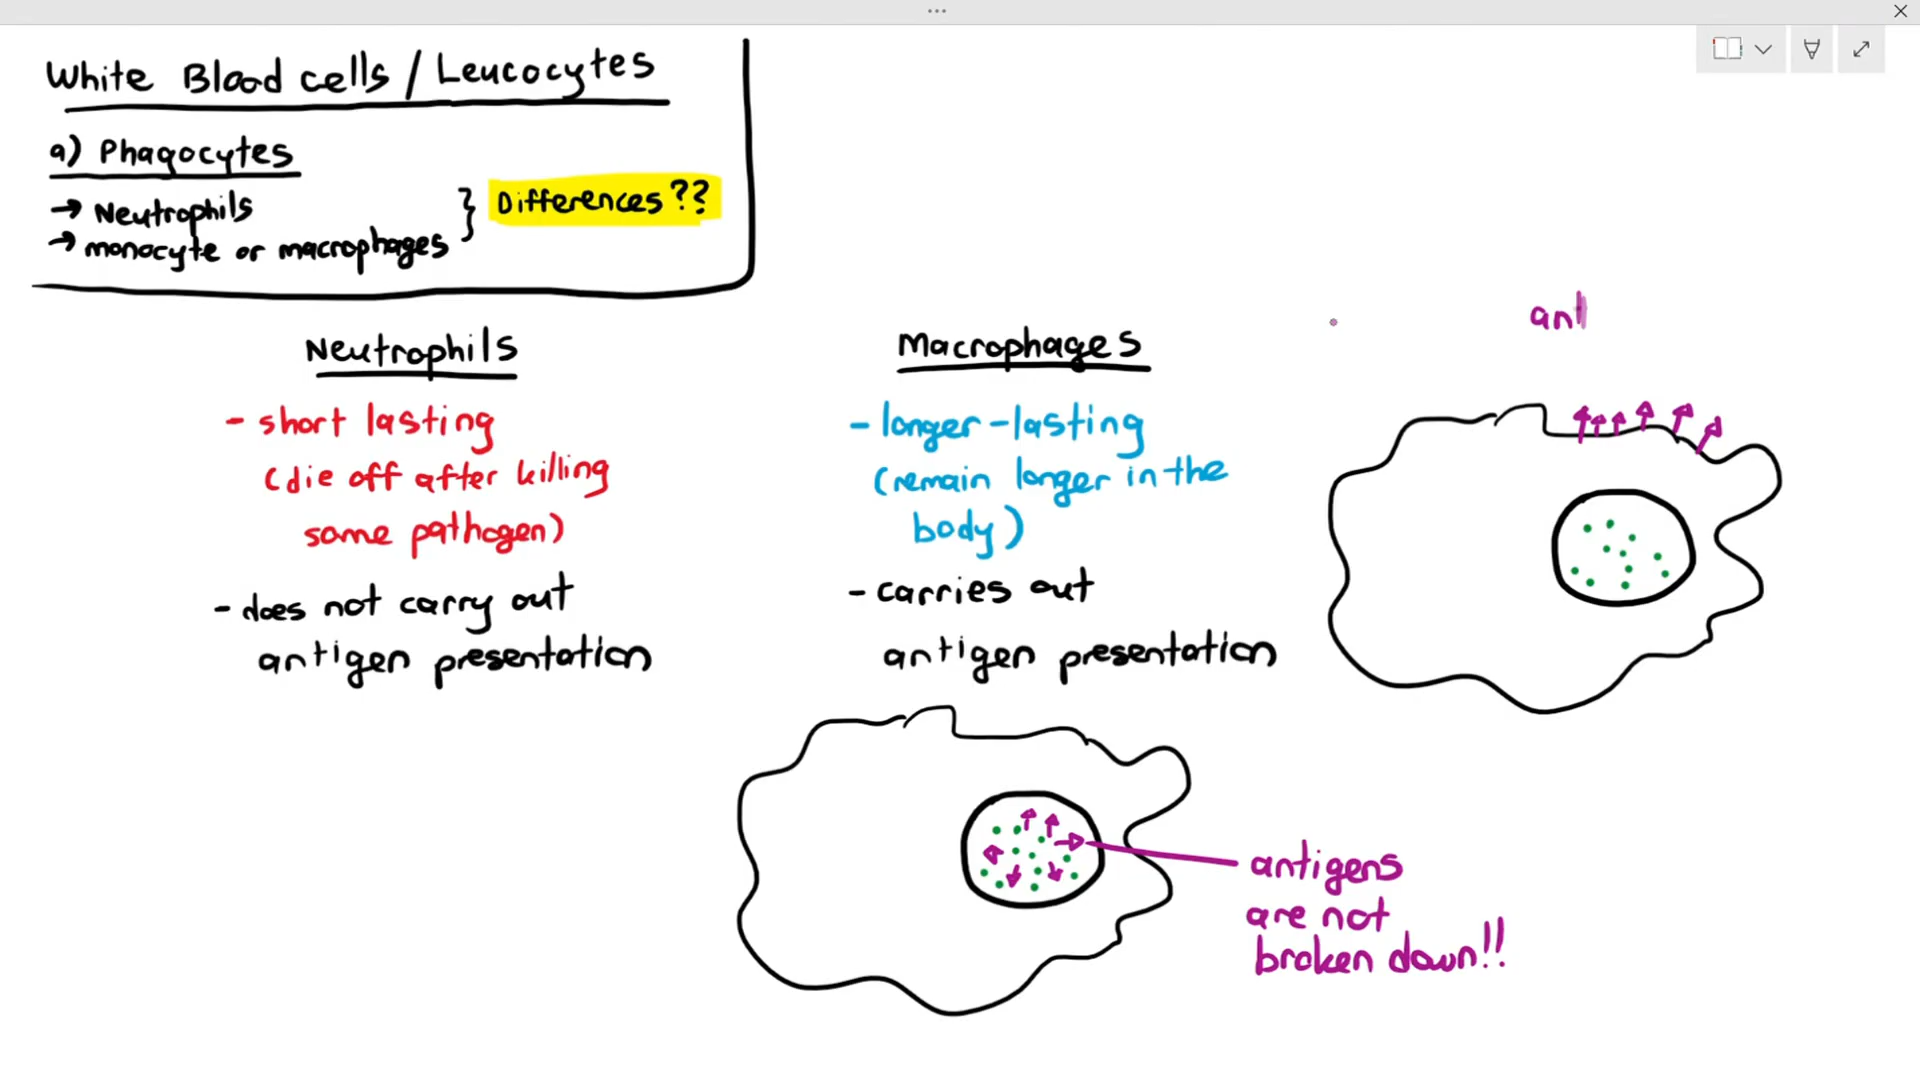 White Blood cells / Leucocytes
a) Phagocytes
→ Neutrophils
→ monocyte or macrophages
} Differences??
Neutrophils
- short lasting
(die off after killing
some pathogen)
- does not carry out
antigen presentation
Macrophages
- longer-lasting
(remain longer in the
body)
- carries out
antigen presentation
ant
antigens
are not
broken down!!